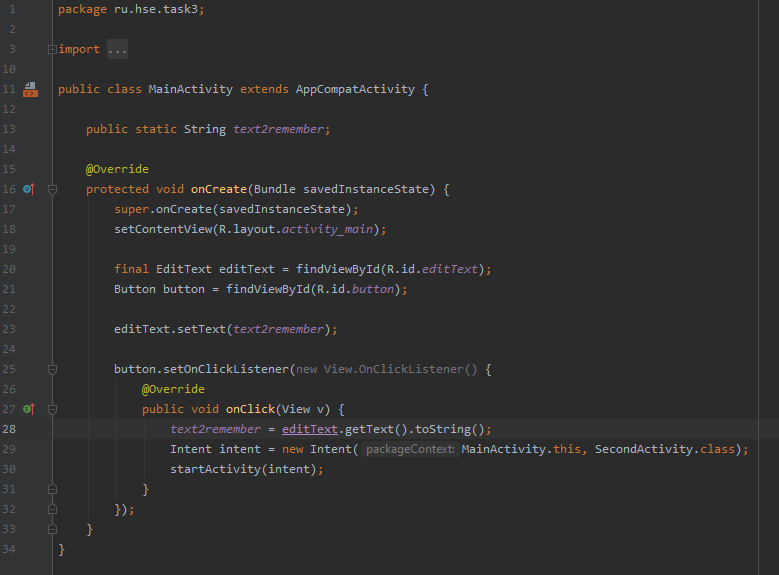 1 package ru.hse.task3;
2
3 import ...
10
11 public class MainActivity extends AppCompatActivity {
12
13 public static String text2remember;
14
15 @Override
16 protected void onCreate(Bundle savedInstanceState) {
17 super.onCreate(savedInstanceState);
18 setContentView(R.layout.activity_main);
19
20 final EditText editText = findViewById(R.id.editText);
21 Button button = findViewById(R.id.button);
22
23 editText.setText(text2remember);
24
25 button.setOnClickListener(new View.OnClickListener() {
26 @Override
27 public void onClick(View v) {
28 text2remember = editText.getText().toString();
29 Intent intent = new Intent( packageContext: MainActivity.this, SecondActivity.class);
30 startActivity(intent);
31 }
32 });
33 }
34 }